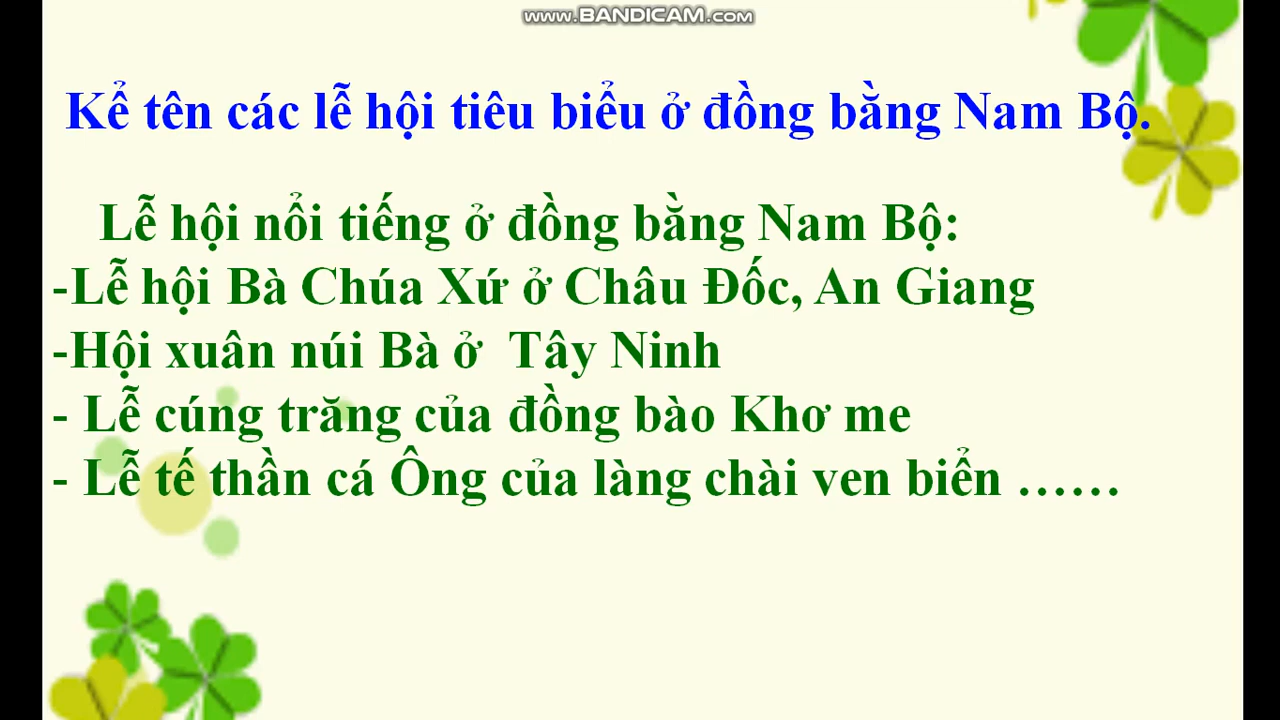 www.BANDICAM.com
Kể tên các lễ hội tiêu biểu ở đồng bằng Nam Bộ.
Lễ hội nổi tiếng ở đồng bằng Nam Bộ:
-Lễ hội Bà Chúa Xứ ở Châu Đốc, An Giang
-Hội xuân núi Bà ở  Tây Ninh
- Lễ cúng trăng của đồng bào Khơ me
- Lễ tế thần cá Ông của làng chài ven biển ……